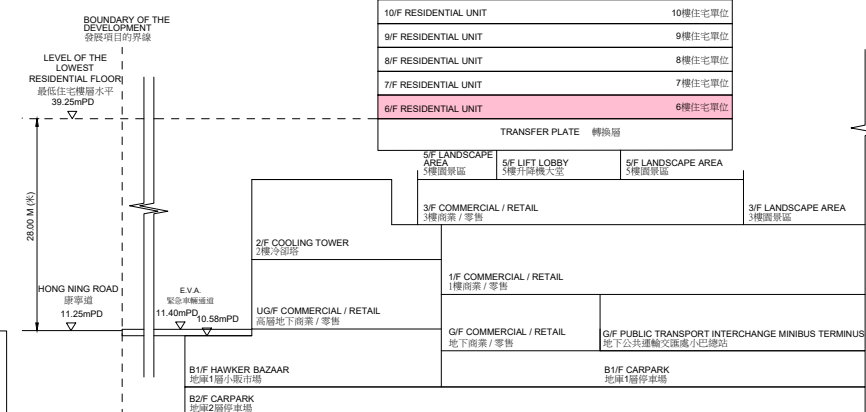 BOUNDARY OF THE
DEVELOPMENT
發展項目的界線
LEVEL OF THE
LOWEST
RESIDENTIAL FLOOR
最低住宅樓層水平
39.25mPD
10/F RESIDENTIAL UNIT 10樓住宅單位
9/F RESIDENTIAL UNIT 9樓住宅單位
8/F RESIDENTIAL UNIT 8樓住宅單位
7/F RESIDENTIAL UNIT 7樓住宅單位
6/F RESIDENTIAL UNIT 6樓住宅單位
TRANSFER PLATE 轉換層
5/F LANDSCAPE
AREA
5樓園景區
5/F LIFT LOBBY
5樓升降機大堂
5/F LANDSCAPE AREA
5樓園景區
3/F COMMERCIAL / RETAIL
3樓商業 / 零售
3/F LANDSCAPE AREA
3樓園景區
28.00 M (米)
2/F COOLING TOWER
2樓冷卻塔
1/F COMMERCIAL / RETAIL
1樓商業 / 零售
HONG NING ROAD
康寧道
11.25mPD
E.V.A.
緊急車輛通道
11.40mPD
10.58mPD
UG/F COMMERCIAL / RETAIL
高層地下商業 / 零售
G/F COMMERCIAL / RETAIL
地下商業 / 零售
G/F PUBLIC TRANSPORT INTERCHANGE MINIBUS TERMINUS
地下公共運輸交匯處小巴總站
B1/F HAWKER BAZAAR
地庫1層小販市場
B1/F CARPARK
地庫1層停車場
B2/F CARPARK
地庫2層停車場